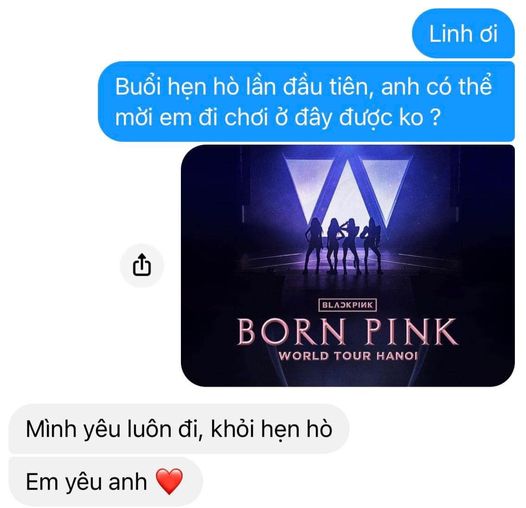 Linh ơi
Buổi hẹn hò lần đầu tiên, anh có thể
mời em đi chơi ở đây được ko ?
BLΛƆKPIИK
BORN PINK
WORLD TOUR HANOI
Mình yêu luôn đi, khỏi hẹn hò
Em yêu anh ❤️